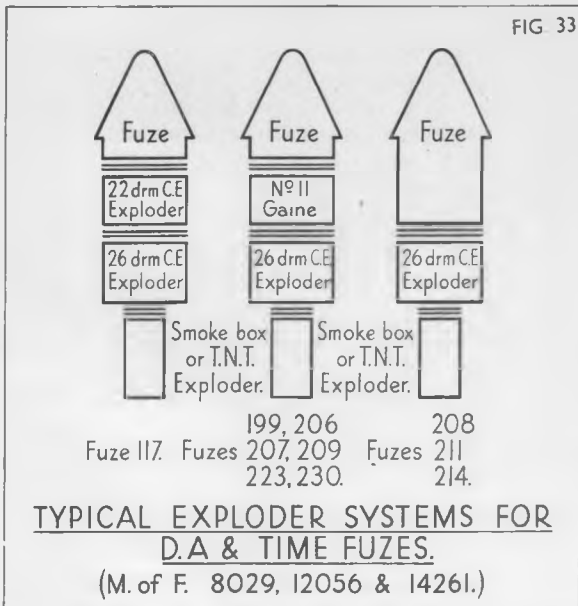 FIG 33
Fuze
Fuze
Fuze
22 drm C.E
Exploder
Nº 11
Gaine
26 drm C.E
Exploder
26 drm C.E
Exploder
26 drm C.E
Exploder
Smoke box
or T.N.T.
Exploder.
Smoke box
or T.N.T.
Exploder.
Fuze 117.
199, 206
Fuzes 207, 209
223, 230.
208
Fuzes 211
214.
TYPICAL EXPLODER SYSTEMS FOR
D.A & TIME FUZES.
(M. of F. 8029, 12056 & 14261.)